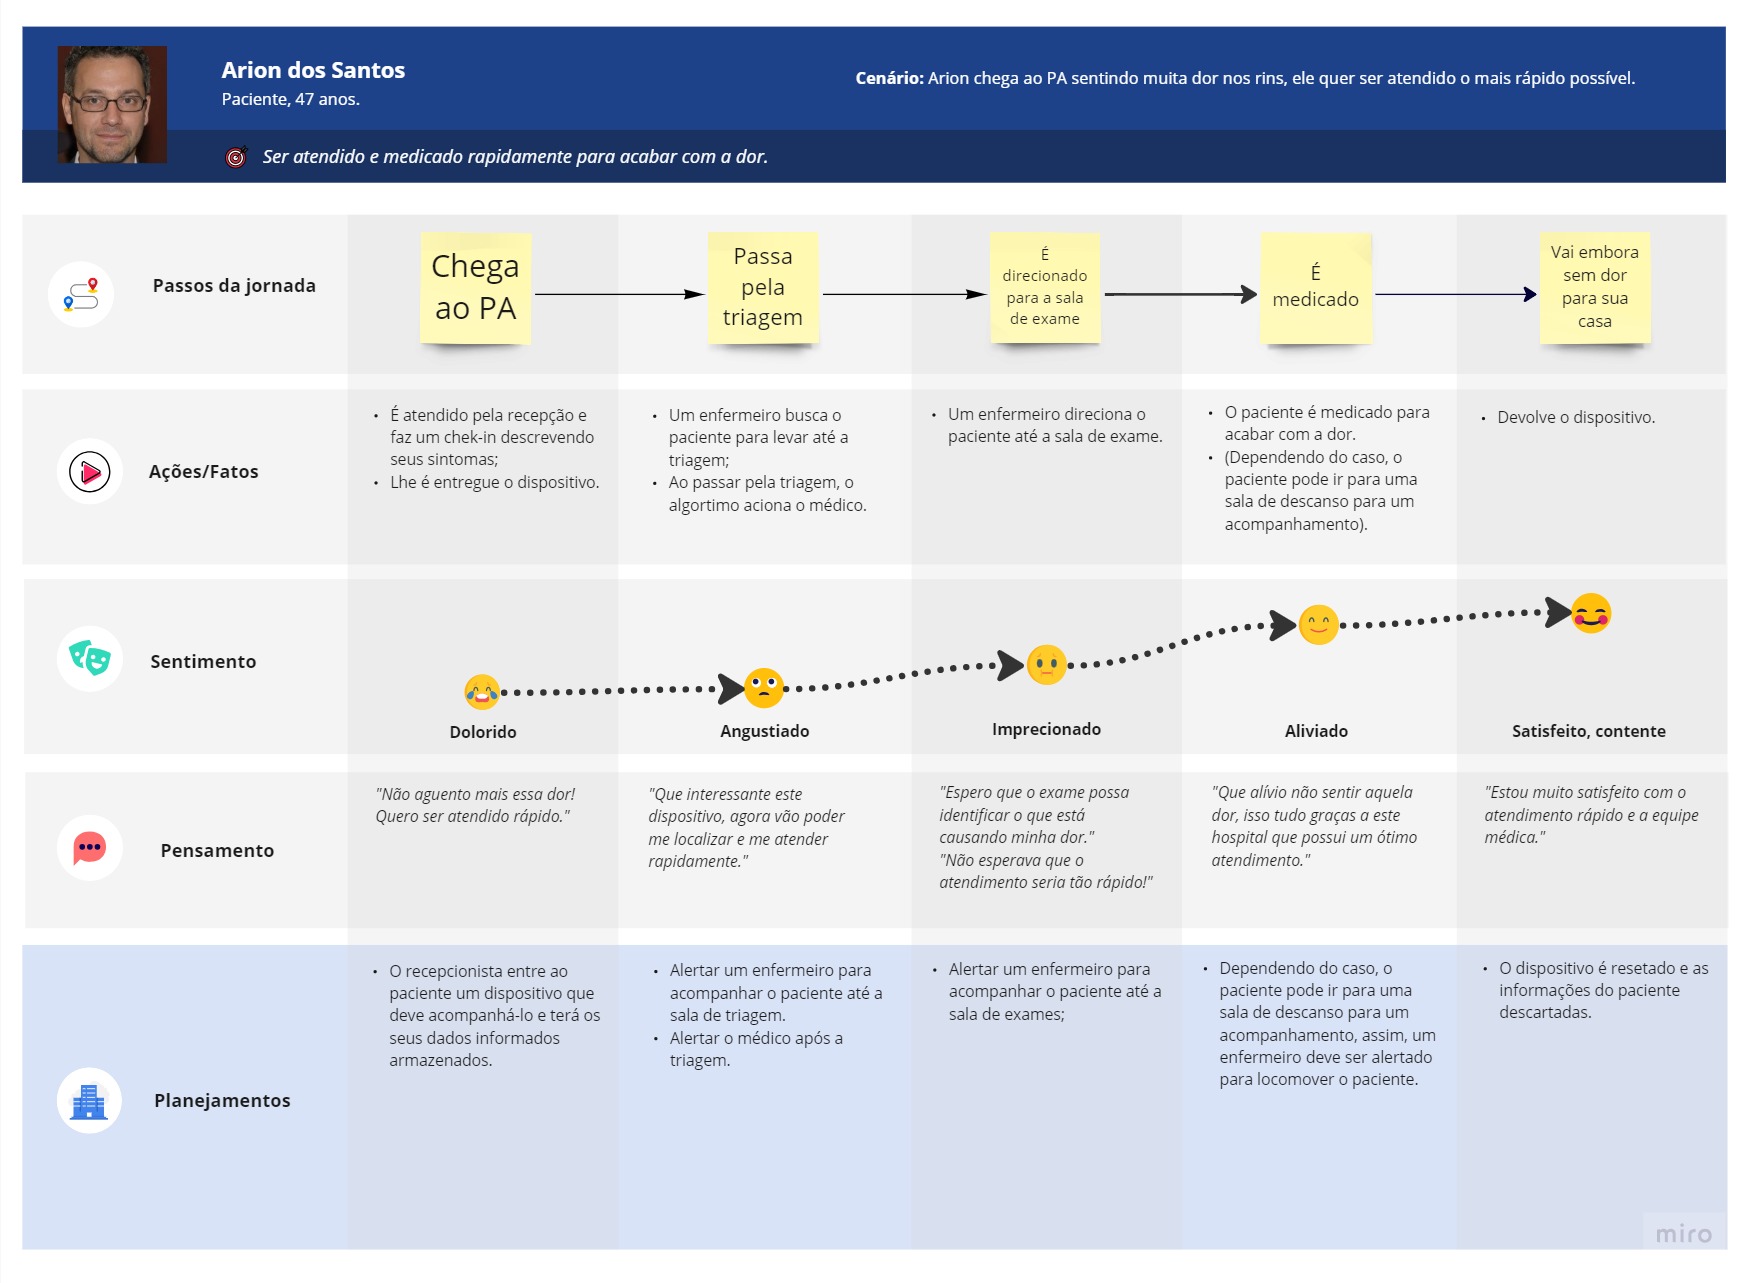 Arion dos Santos
Paciente, 47 anos.
Cenário: Arion chega ao PA sentindo muita dor nos rins, ele quer ser atendido o mais rápido possível.
Ser atendido e medicado rapidamente para acabar com a dor.
Passos da jornada
Chega
ao PA
Passa
pela
triagem
É
direcionado
para a sala
de exame
É
medicado
Vai embora
sem dor
para sua
casa
Ações/Fatos
• É atendido pela recepção e
faz um chek-in descrevendo
seus sintomas;
• Lhe é entregue o dispositivo.
• Um enfermeiro busca o
paciente para levar até a
triagem;
• Ao passar pela triagem, o
algortimo aciona o médico.
• Um enfermeiro direciona o
paciente até a sala de exame.
• O paciente é medicado para
acabar com a dor.
• (Dependendo do caso, o
paciente pode ir para uma
sala de descanso para um
acompanhamento).
• Devolve o dispositivo.
Sentimento
Dolorido
Angustiado
Imprecionado
Aliviado
Satisfeito, contente
Pensamento
"Não aguento mais essa dor!
Quero ser atendido rápido."
"Que interessante este
dispositivo, agora vão poder
me localizar e me atender
rapidamente."
"Espero que o exame possa
identificar o que está
causando minha dor."
"Não esperava que o
atendimento seria tão rápido!"
"Que alívio não sentir aquela
dor, isso tudo graças a este
hospital que possui um ótimo
atendimento."
"Estou muito satisfeito com o
atendimento rápido e a equipe
médica."
Planejamentos
• O recepcionista entre ao
paciente um dispositivo que
deve acompanhá-lo e terá os
seus dados informados
armazenados.
• Alertar um enfermeiro para
acompanhar o paciente até a
sala de triagem.
• Alertar o médico após a
triagem.
• Alertar um enfermeiro para
acompanhar o paciente até a
sala de exames;
• Dependendo do caso, o
paciente pode ir para uma
sala de descanso para um
acompanhamento, assim, um
enfermeiro deve ser alertado
para locomover o paciente.
• O dispositivo é resetado e as
informações do paciente
descartadas.
miro